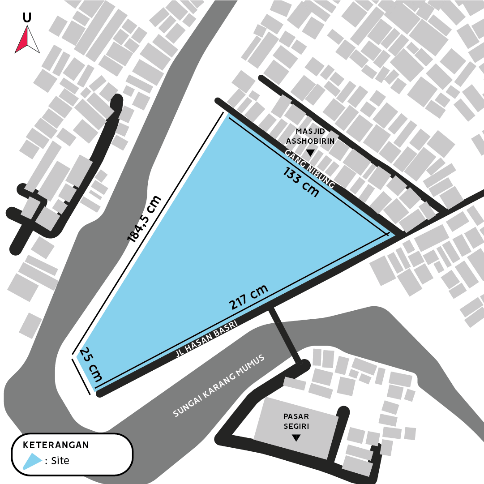 U
MASJID
ASSHOBIRIN
GANG NIBUNG
133 cm
184,5 cm
217 cm
JL HASAN BASRI
25 cm
SUNGAI KARANG MUMUS
PASAR
SEGIRI
KETERANGAN
: Site